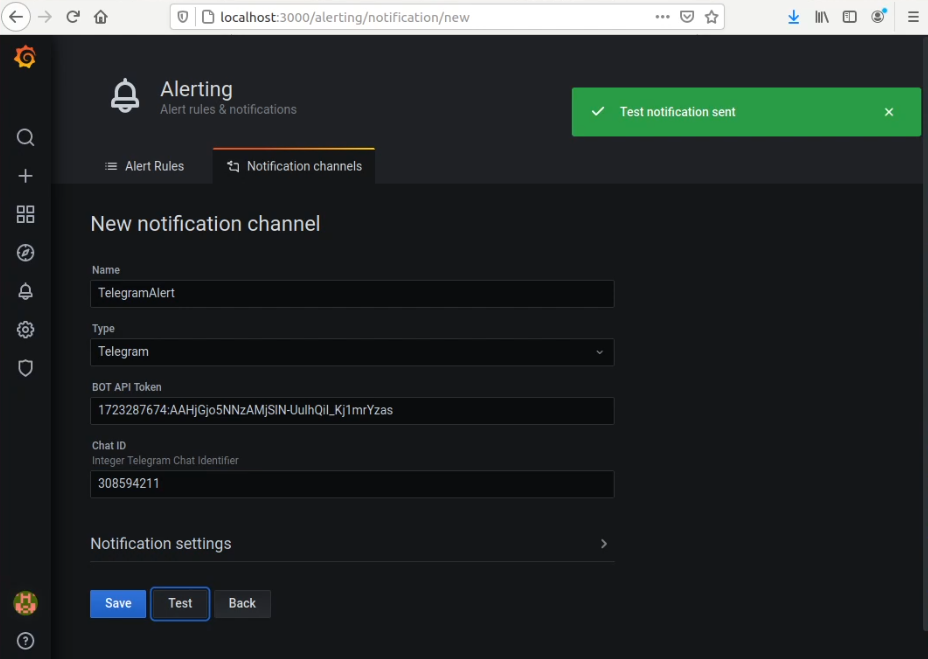 localhost:3000/alerting/notification/new
Alerting
Alert rules & notifications
Test notification sent
Alert Rules
Notification channels
New notification channel
Name
TelegramAlert
Type
Telegram
BOT API Token
1723287674:AAHjGjo5NNzAMjSlN-UulhQil_Kj1mrYzas
Chat ID
Integer Telegram Chat Identifier
308594211
Notification settings
Save
Test
Back